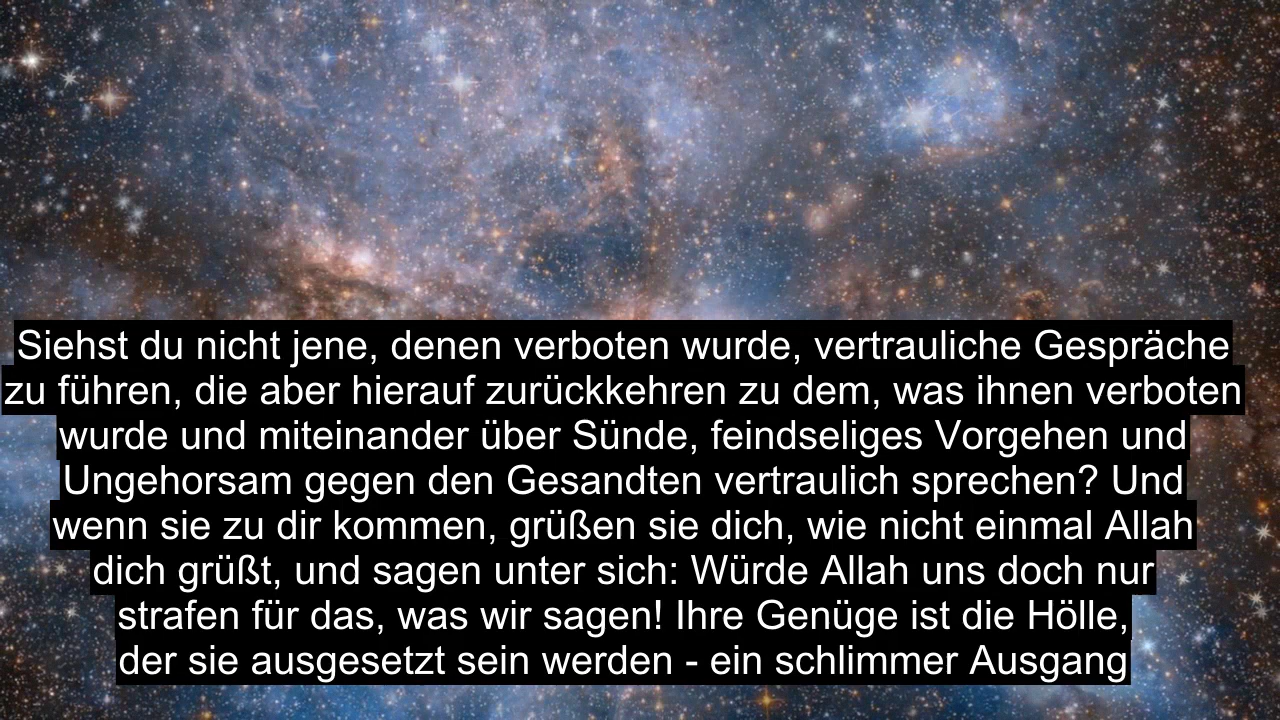 Siehst du nicht jene, denen verboten wurde, vertrauliche Gespräche
zu führen, die aber hierauf zurückkehren zu dem, was ihnen verboten
wurde und miteinander über Sünde, feindseliges Vorgehen und
Ungehorsam gegen den Gesandten vertraulich sprechen? Und
wenn sie zu dir kommen, grüßen sie dich, wie nicht einmal Allah
dich grüßt, und sagen unter sich: Würde Allah uns doch nur
strafen für das, was wir sagen! Ihre Genüge ist die Hölle,
der sie ausgesetzt sein werden - ein schlimmer Ausgang